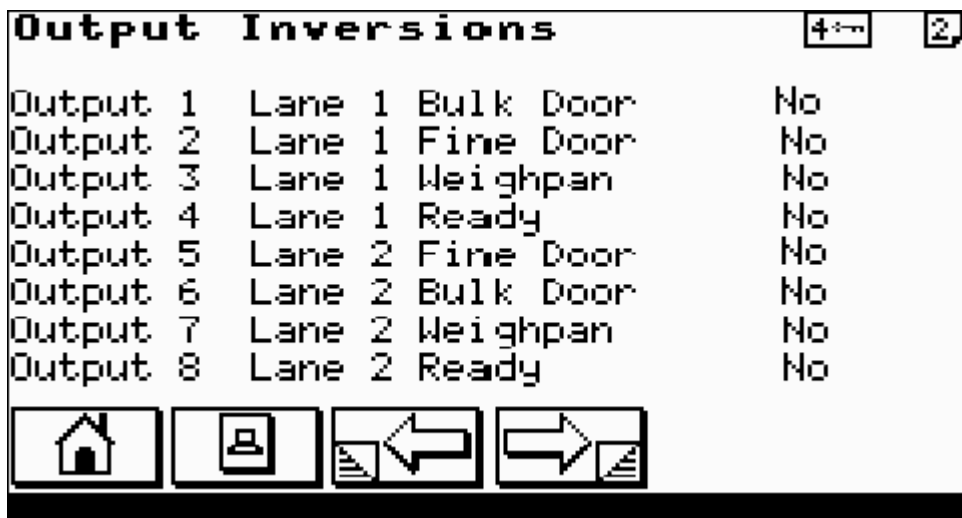 Output Inversions 4 2
Output 1 Lane 1 Bulk Door No
Output 2 Lane 1 Fine Door No
Output 3 Lane 1 Weighpan No
Output 4 Lane 1 Ready No
Output 5 Lane 2 Fine Door No
Output 6 Lane 2 Bulk Door No
Output 7 Lane 2 Weighpan No
Output 8 Lane 2 Ready No